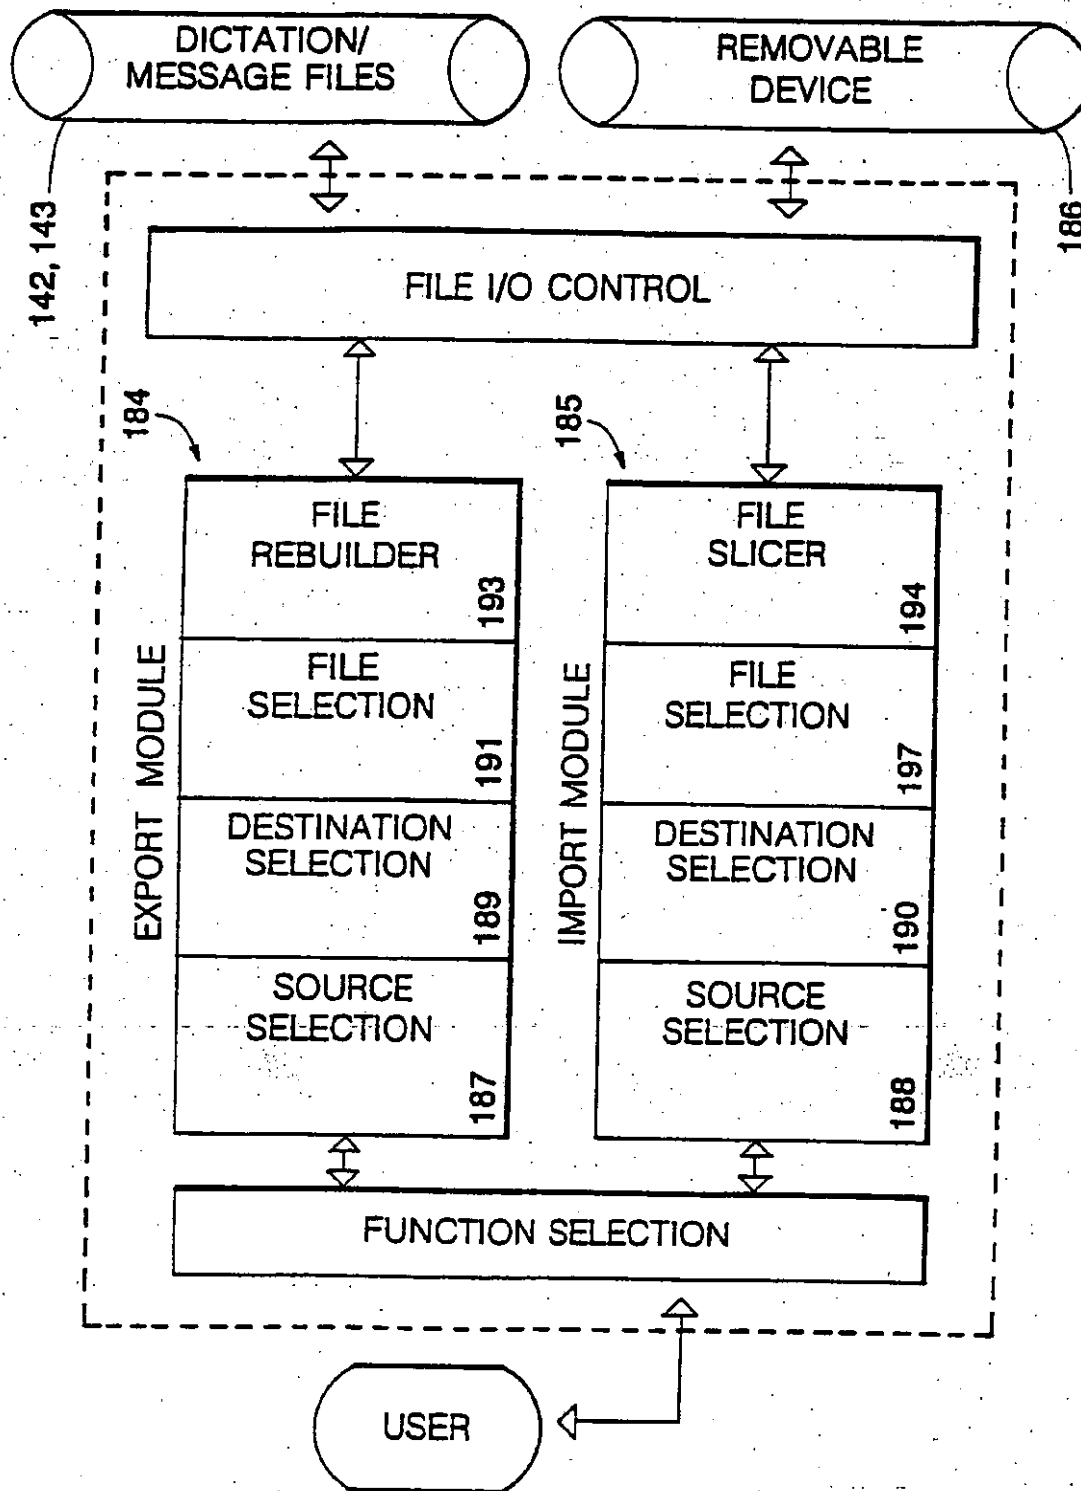 DICTATION/
MESSAGE FILES
REMOVABLE
DEVICE
142, 143
186
FILE I/O CONTROL
184
185
EXPORT MODULE
FILE
REBUILDER
193
FILE
SELECTION
191
DESTINATION
SELECTION
189
SOURCE
SELECTION
187
IMPORT MODULE
FILE
SLICER
194
FILE
SELECTION
197
DESTINATION
SELECTION
190
SOURCE
SELECTION
188
FUNCTION SELECTION
USER